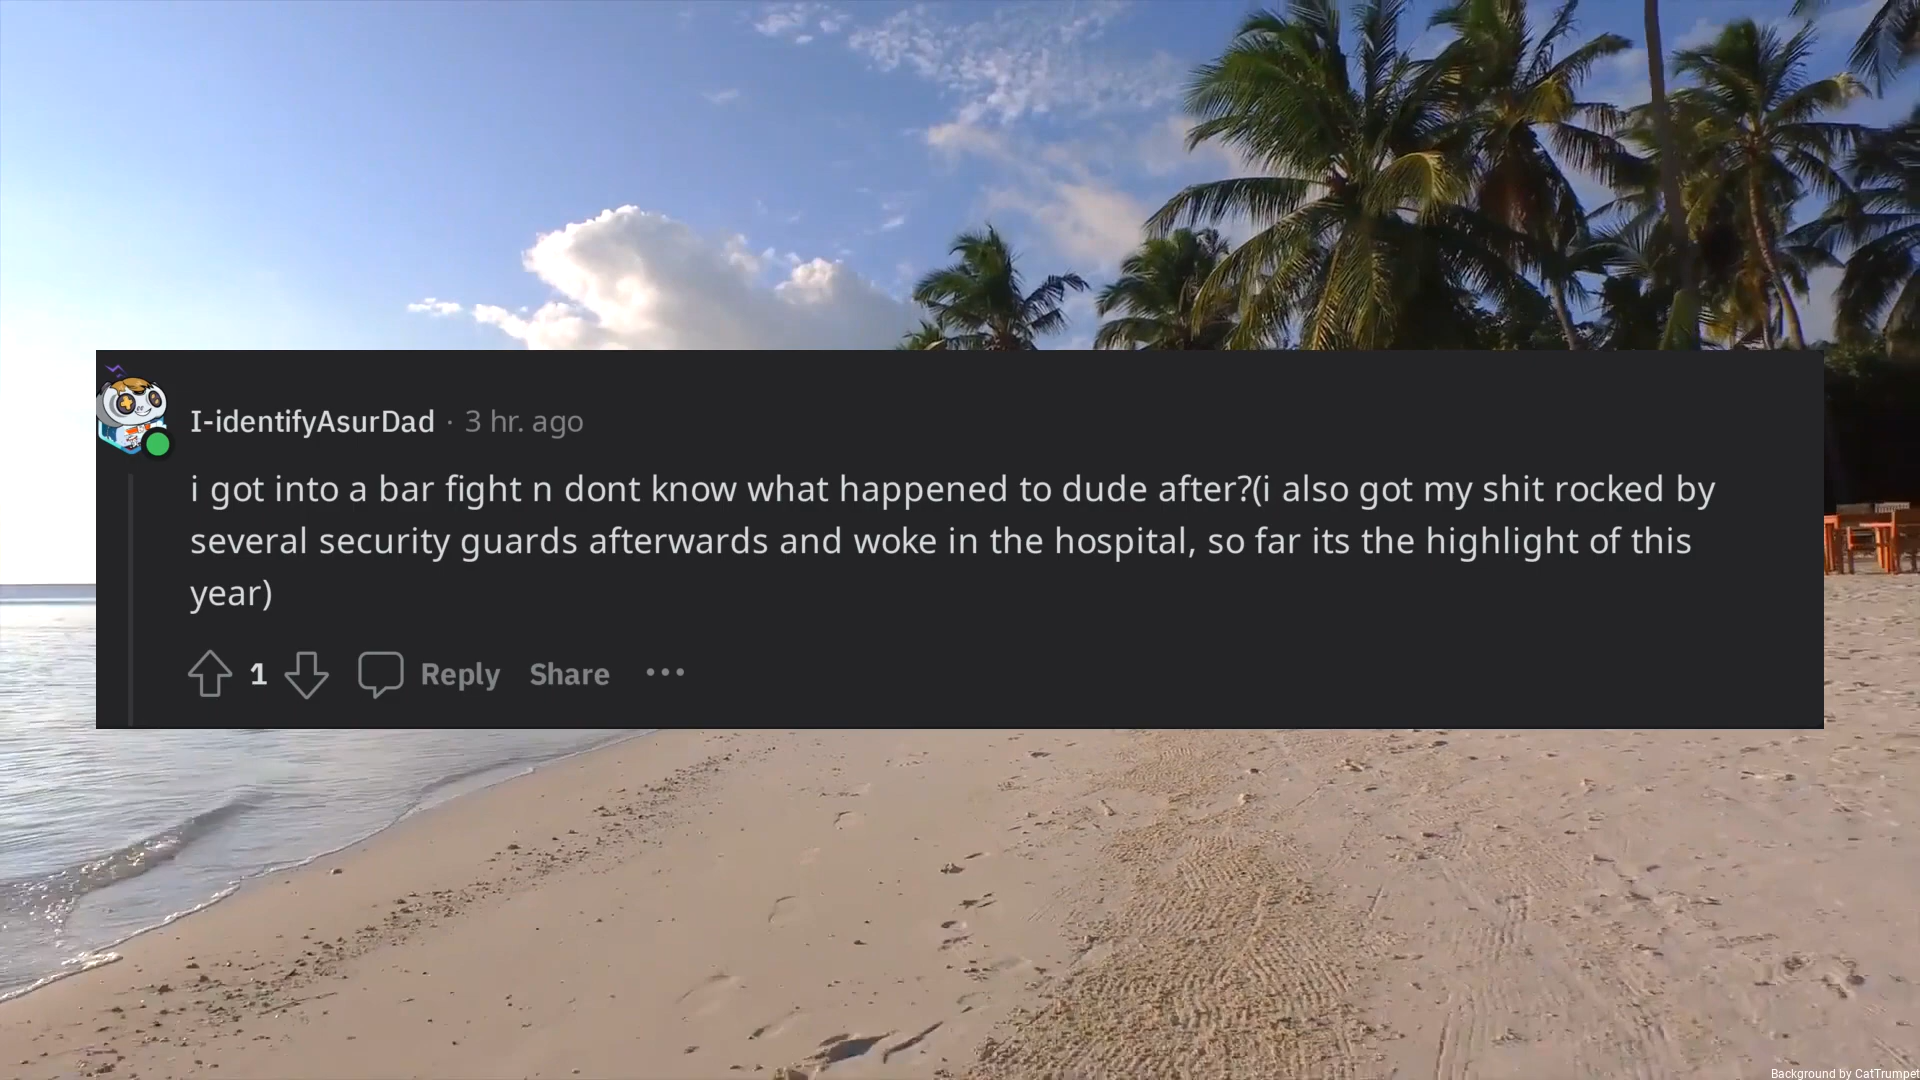 I-identifyAsurDad · 3 hr. ago
i got into a bar fight n dont know what happened to dude after?(i also got my shit rocked by
several security guards afterwards and woke in the hospital, so far its the highlight of this
year)
1 Reply Share ···
Background by CatTrumpet